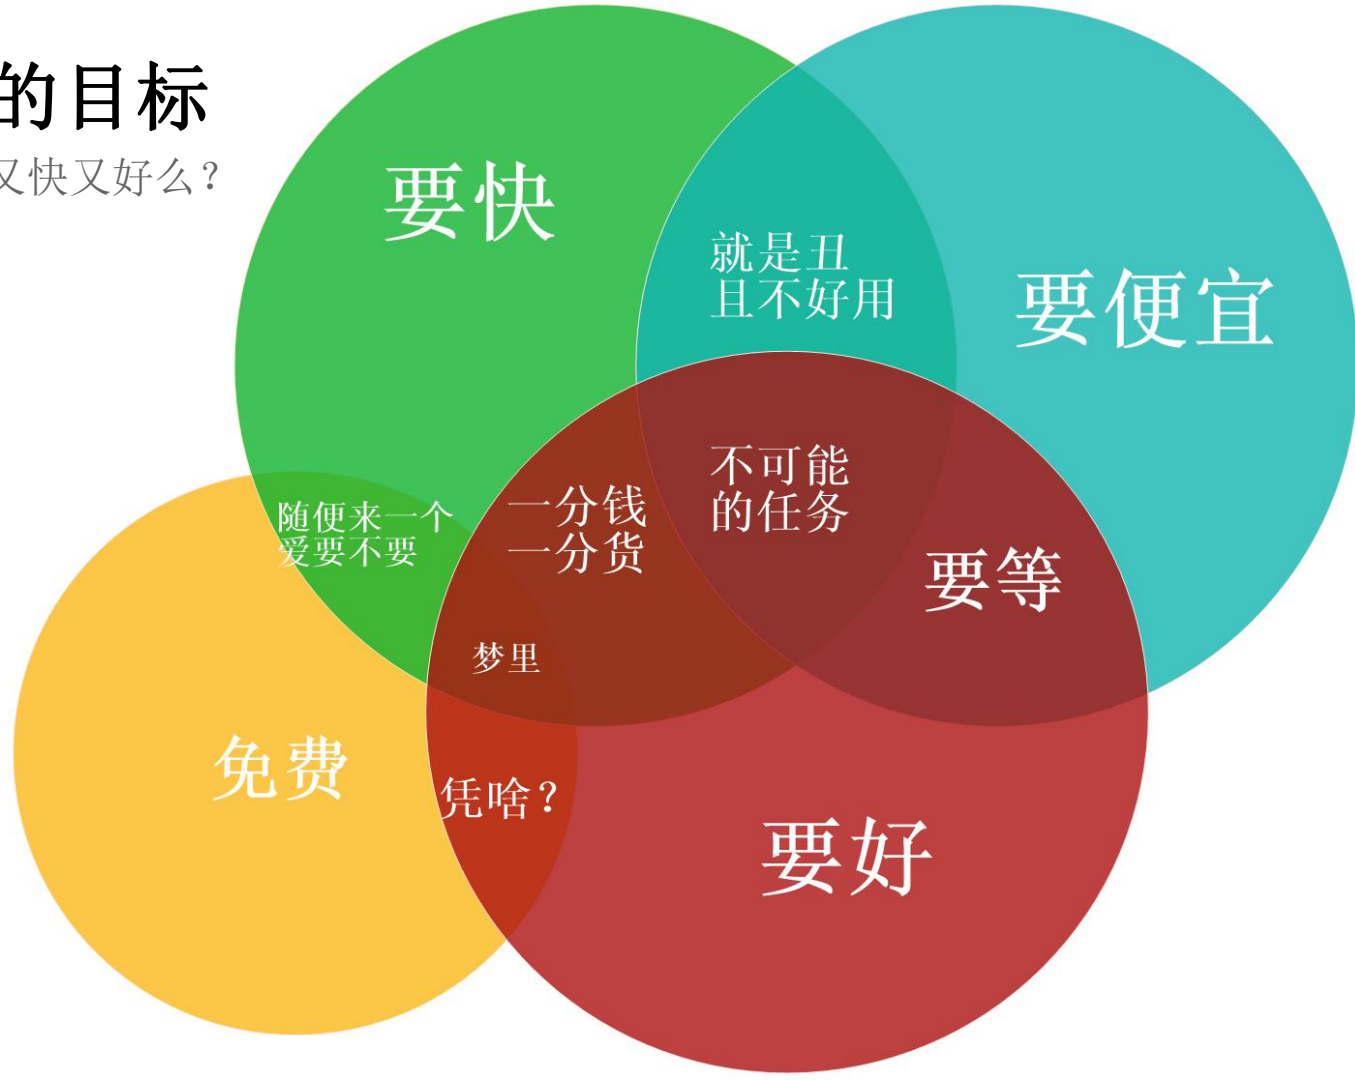 的目标
又快又好么？
要快
就是丑
且不好用
要便宜
不可能
的任务
随便来一个
爱要不要
一分钱
一分货
要等
梦里
免费
凭啥？
要好